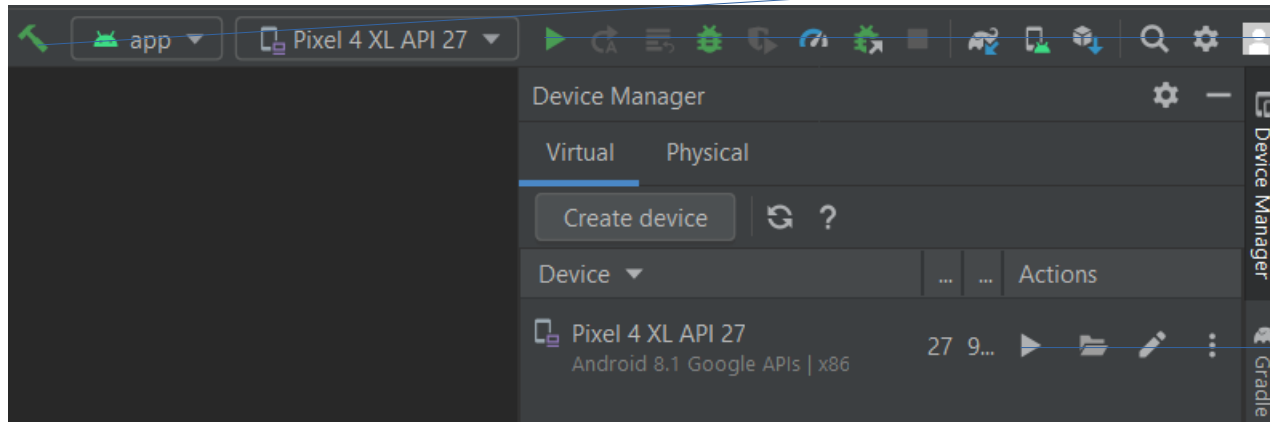 app
Pixel 4 XL API 27
Device Manager
Virtual Physical
Create device ?
Device ... ... Actions
Pixel 4 XL API 27
Android 8.1 Google APIs | x86
27 9...
Device Manager
Gradle